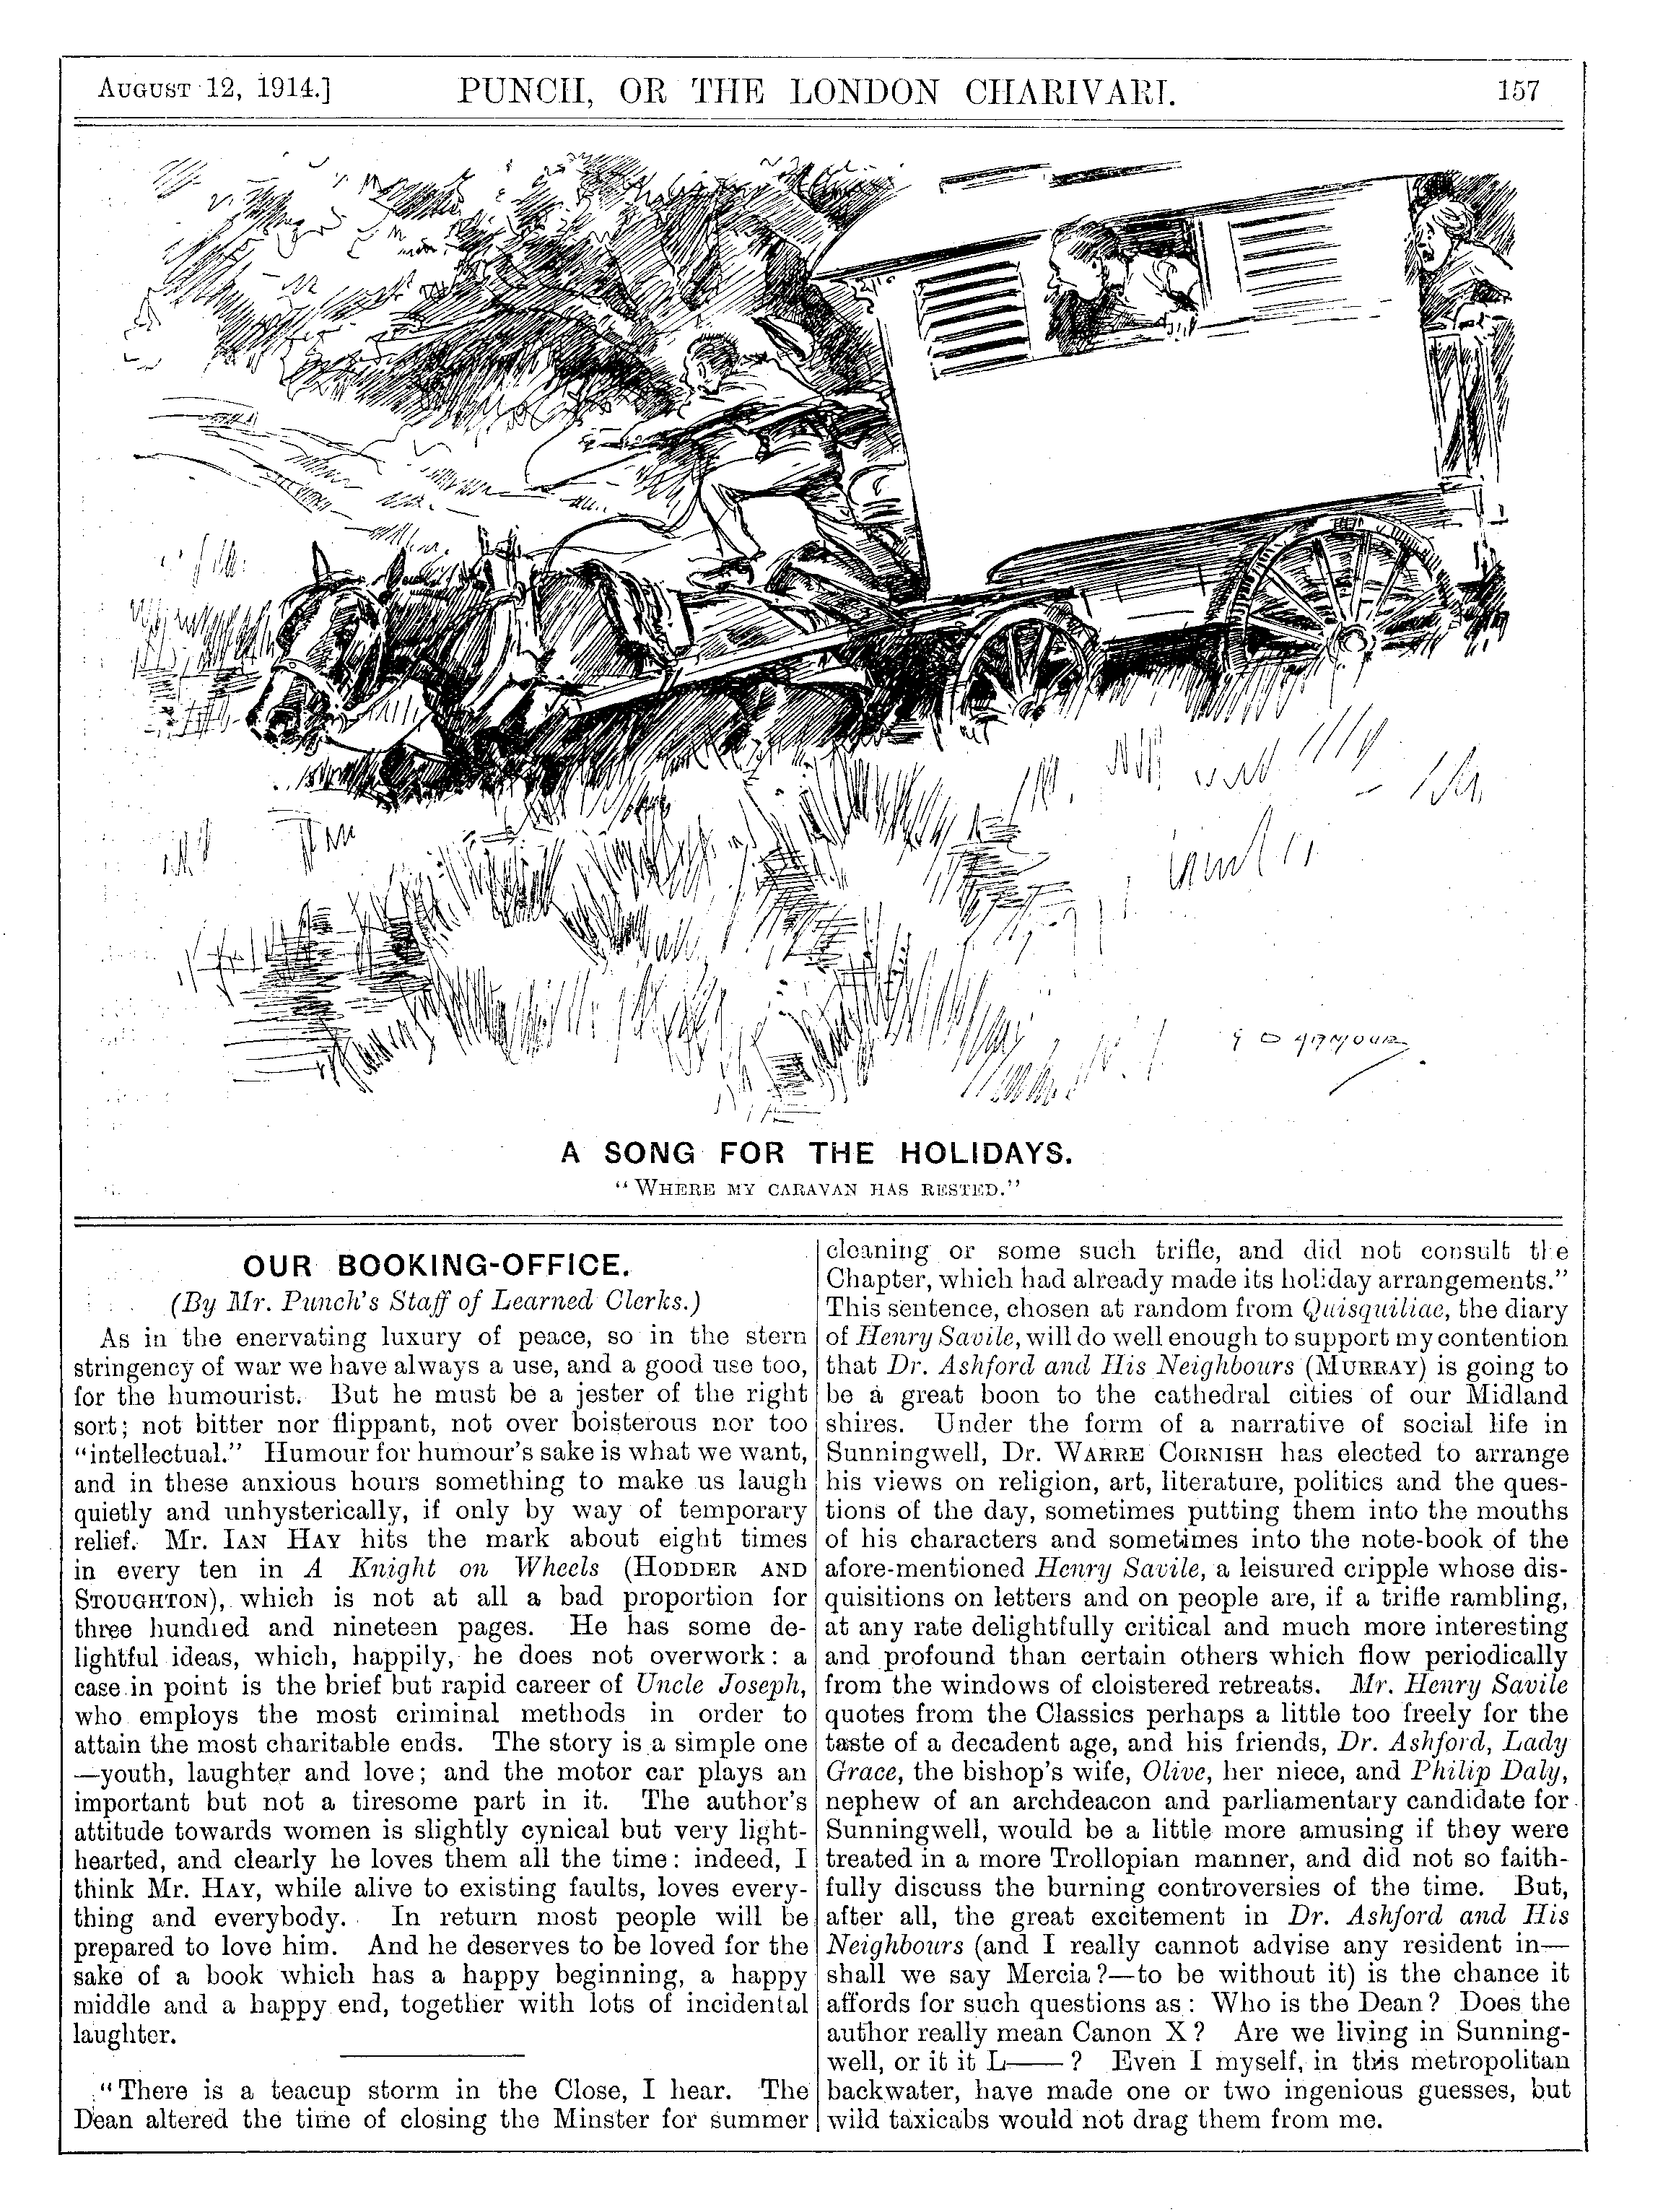 AUGUST 12, 1914.] PUNCH, OR THE LONDON CHARIVARI. 157
G D ARMOUR
A SONG FOR THE HOLIDAYS.
"WHERE MY CARAVAN HAS RESTED."
OUR BOOKING-OFFICE.
(By Mr. Punch's Staff of Learned Clerks.)
As in the enervating luxury of peace, so in the stern
stringency of war we have always a use, and a good use too,
for the humourist. But he must be a jester of the right
sort; not bitter nor flippant, not over boisterous nor too
"intellectual." Humour for humour's sake is what we want,
and in these anxious hours something to make us laugh
quietly and unhysterically, if only by way of temporary
relief. Mr. IAN HAY hits the mark about eight times
in every ten in A Knight on Wheels (HODDER AND
STOUGHTON), which is not at all a bad proportion for
three hundred and nineteen pages. He has some de-
lightful ideas, which, happily, he does not overwork: a
case in point is the brief but rapid career of Uncle Joseph,
who employs the most criminal methods in order to
attain the most charitable ends. The story is a simple one
—youth, laughter and love; and the motor car plays an
important but not a tiresome part in it. The author's
attitude towards women is slightly cynical but very light-
hearted, and clearly he loves them all the time: indeed, I
think Mr. HAY, while alive to existing faults, loves every-
thing and everybody. In return most people will be
prepared to love him. And he deserves to be loved for the
sake of a book which has a happy beginning, a happy
middle and a happy end, together with lots of incidental
laughter.
"There is a teacup storm in the Close, I hear. The
Dean altered the time of closing the Minster for summer
cleaning or some such trifle, and did not consult the
Chapter, which had already made its holiday arrangements."
This sentence, chosen at random from Quisquiliae, the diary
of Henry Savile, will do well enough to support my contention
that Dr. Ashford and His Neighbours (MURRAY) is going to
be a great boon to the cathedral cities of our Midland
shires. Under the form of a narrative of social life in
Sunningwell, Dr. WARRE CORNISH has elected to arrange
his views on religion, art, literature, politics and the ques-
tions of the day, sometimes putting them into the mouths
of his characters and sometimes into the note-book of the
afore-mentioned Henry Savile, a leisured cripple whose dis-
quisitions on letters and on people are, if a trifle rambling,
at any rate delightfully critical and much more interesting
and profound than certain others which flow periodically
from the windows of cloistered retreats. Mr. Henry Savile
quotes from the Classics perhaps a little too freely for the
taste of a decadent age, and his friends, Dr. Ashford, Lady
Grace, the bishop's wife, Olive, her niece, and Philip Daly,
nephew of an archdeacon and parliamentary candidate for
Sunningwell, would be a little more amusing if they were
treated in a more Trollopian manner, and did not so faith-
fully discuss the burning controversies of the time. But,
after all, the great excitement in Dr. Ashford and His
Neighbours (and I really cannot advise any resident in—
shall we say Mercia?—to be without it) is the chance it
affords for such questions as: Who is the Dean? Does the
author really mean Canon X? Are we living in Sunning-
well, or it it L——? Even I myself, in this metropolitan
backwater, have made one or two ingenious guesses, but
wild taxicabs would not drag them from me.